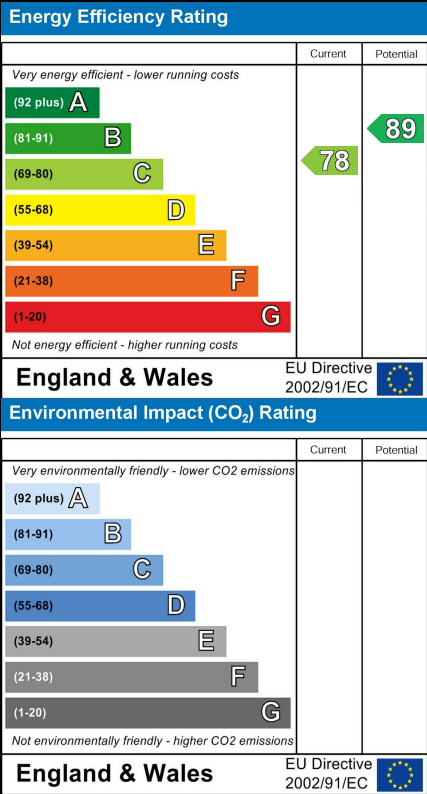 Energy Efficiency Rating
Current Potential
Very energy efficient - lower running costs
(92 plus) A
(81-91) B
(69-80) C
(55-68) D
(39-54) E
(21-38) F
(1-20) G
78
89
Not energy efficient - higher running costs
England & Wales
EU Directive
2002/91/EC
Environmental Impact (CO₂) Rating
Current Potential
Very environmentally friendly - lower CO2 emissions
(92 plus) A
(81-91) B
(69-80) C
(55-68) D
(39-54) E
(21-38) F
(1-20) G
Not environmentally friendly - higher CO2 emissions
England & Wales
EU Directive
2002/91/EC